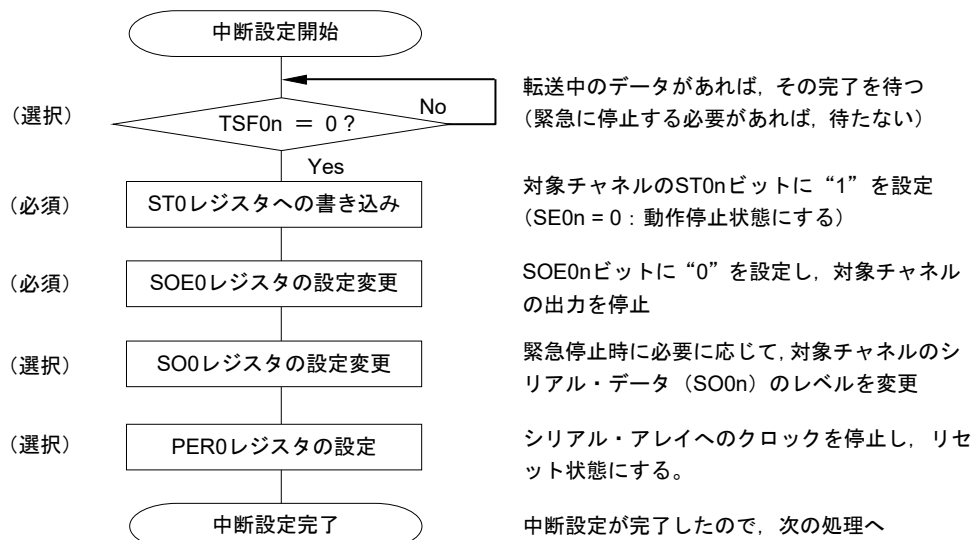 中断設定開始
転送中のデータがあれば，その完了を待つ
（緊急に停止する必要があれば，待たない）
（選択）
TSF0n ＝ 0？
No
Yes
（必須）
ST0レジスタへの書き込み
対象チャネルのST0nビットに“1”を設定
（SE0n = 0：動作停止状態にする）
（必須）
SOE0レジスタの設定変更
SOE0nビットに“0”を設定し，対象チャネル
の出力を停止
（選択）
SO0レジスタの設定変更
緊急停止時に必要に応じて，対象チャネルのシ
リアル・データ（SO0n）のレベルを変更
（選択）
PER0レジスタの設定
シリアル・アレイへのクロックを停止し，リセ
ット状態にする。
中断設定完了
中断設定が完了したので，次の処理へ